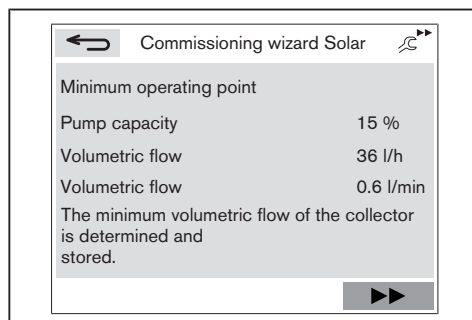 Commissioning wizard Solar
Minimum operating point
Pump capacity 15 %
Volumetric flow 36 l/h
Volumetric flow 0.6 l/min
The minimum volumetric flow of the collector
is determined and
stored.